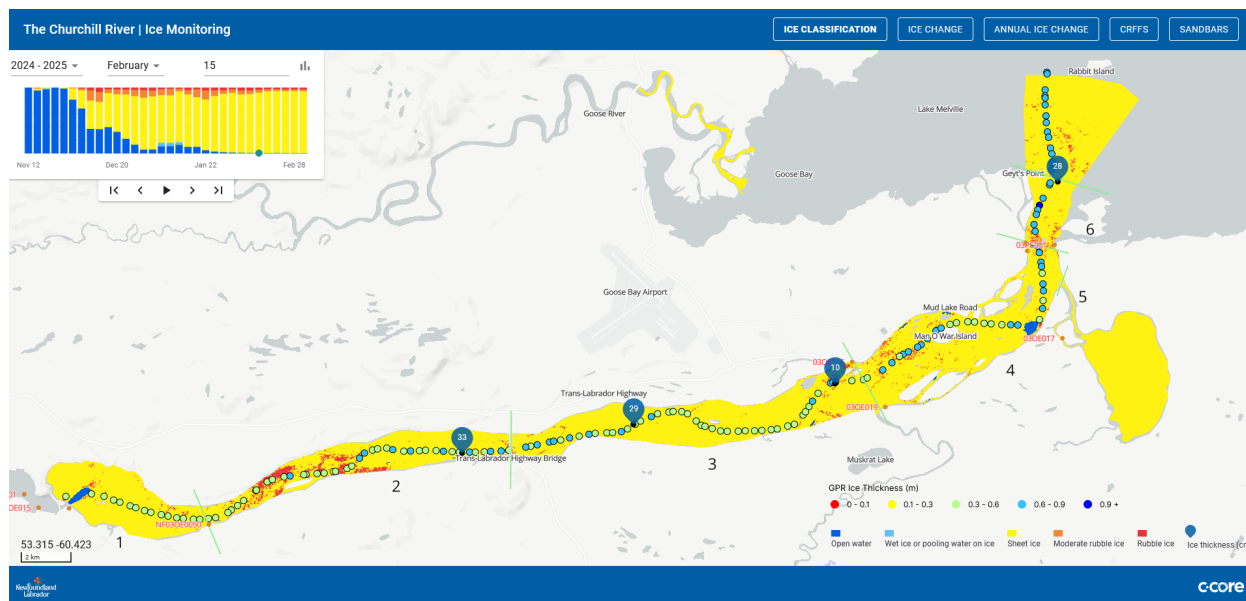 The Churchill River | Ice Monitoring
ICE CLASSIFICATION
ICE CHANGE
ANNUAL ICE CHANGE
CRFFS
SANDBARS
2024 - 2025
February
15
Nov 12
Dec 20
Jan 22
Feb 28
Rabbit Island
Lake Melville
Goose River
Goose Bay
Geyt's Point
28
6
Goose Bay Airport
5
Mud Lake Road
Man O War Island
03OE017
4
10
Trans-Labrador Highway
29
03OE019
33
Trans-Labrador Highway Bridge
3
Muskrat Lake
2
01
OE015
NF03OE0050
1
GPR Ice Thickness (m)
0 - 0.1
0.1 - 0.3
0.3 - 0.6
0.6 - 0.9
0.9 +
Open water
Wet ice or pooling water on ice
Sheet ice
Moderate rubble ice
Rubble ice
Ice thickness (cr
53.315 -60.423
2 km
Newfoundland
Labrador
c-core